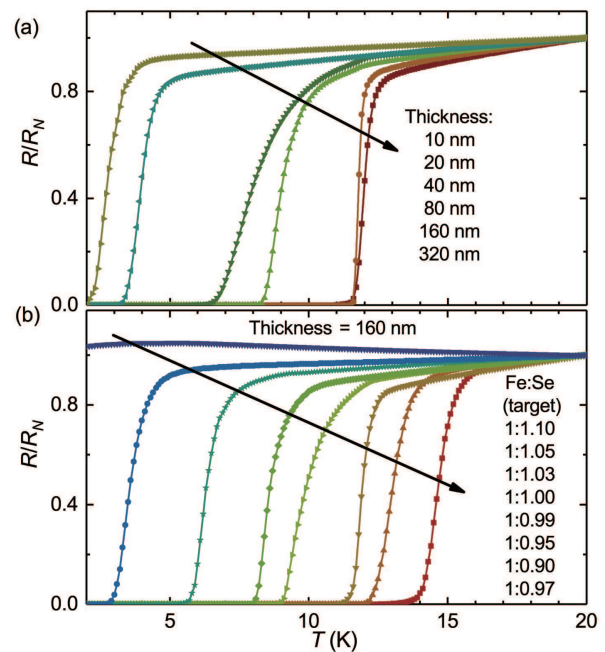 (a)
R/R_N
0.8
0.4
0.0
Thickness:
10 nm
20 nm
40 nm
80 nm
160 nm
320 nm
(b)
Thickness = 160 nm
R/R_N
0.8
0.4
0.0
Fe:Se
(target)
1:1.10
1:1.05
1:1.03
1:1.00
1:0.99
1:0.95
1:0.90
1:0.97
5 10 15 20
T (K)